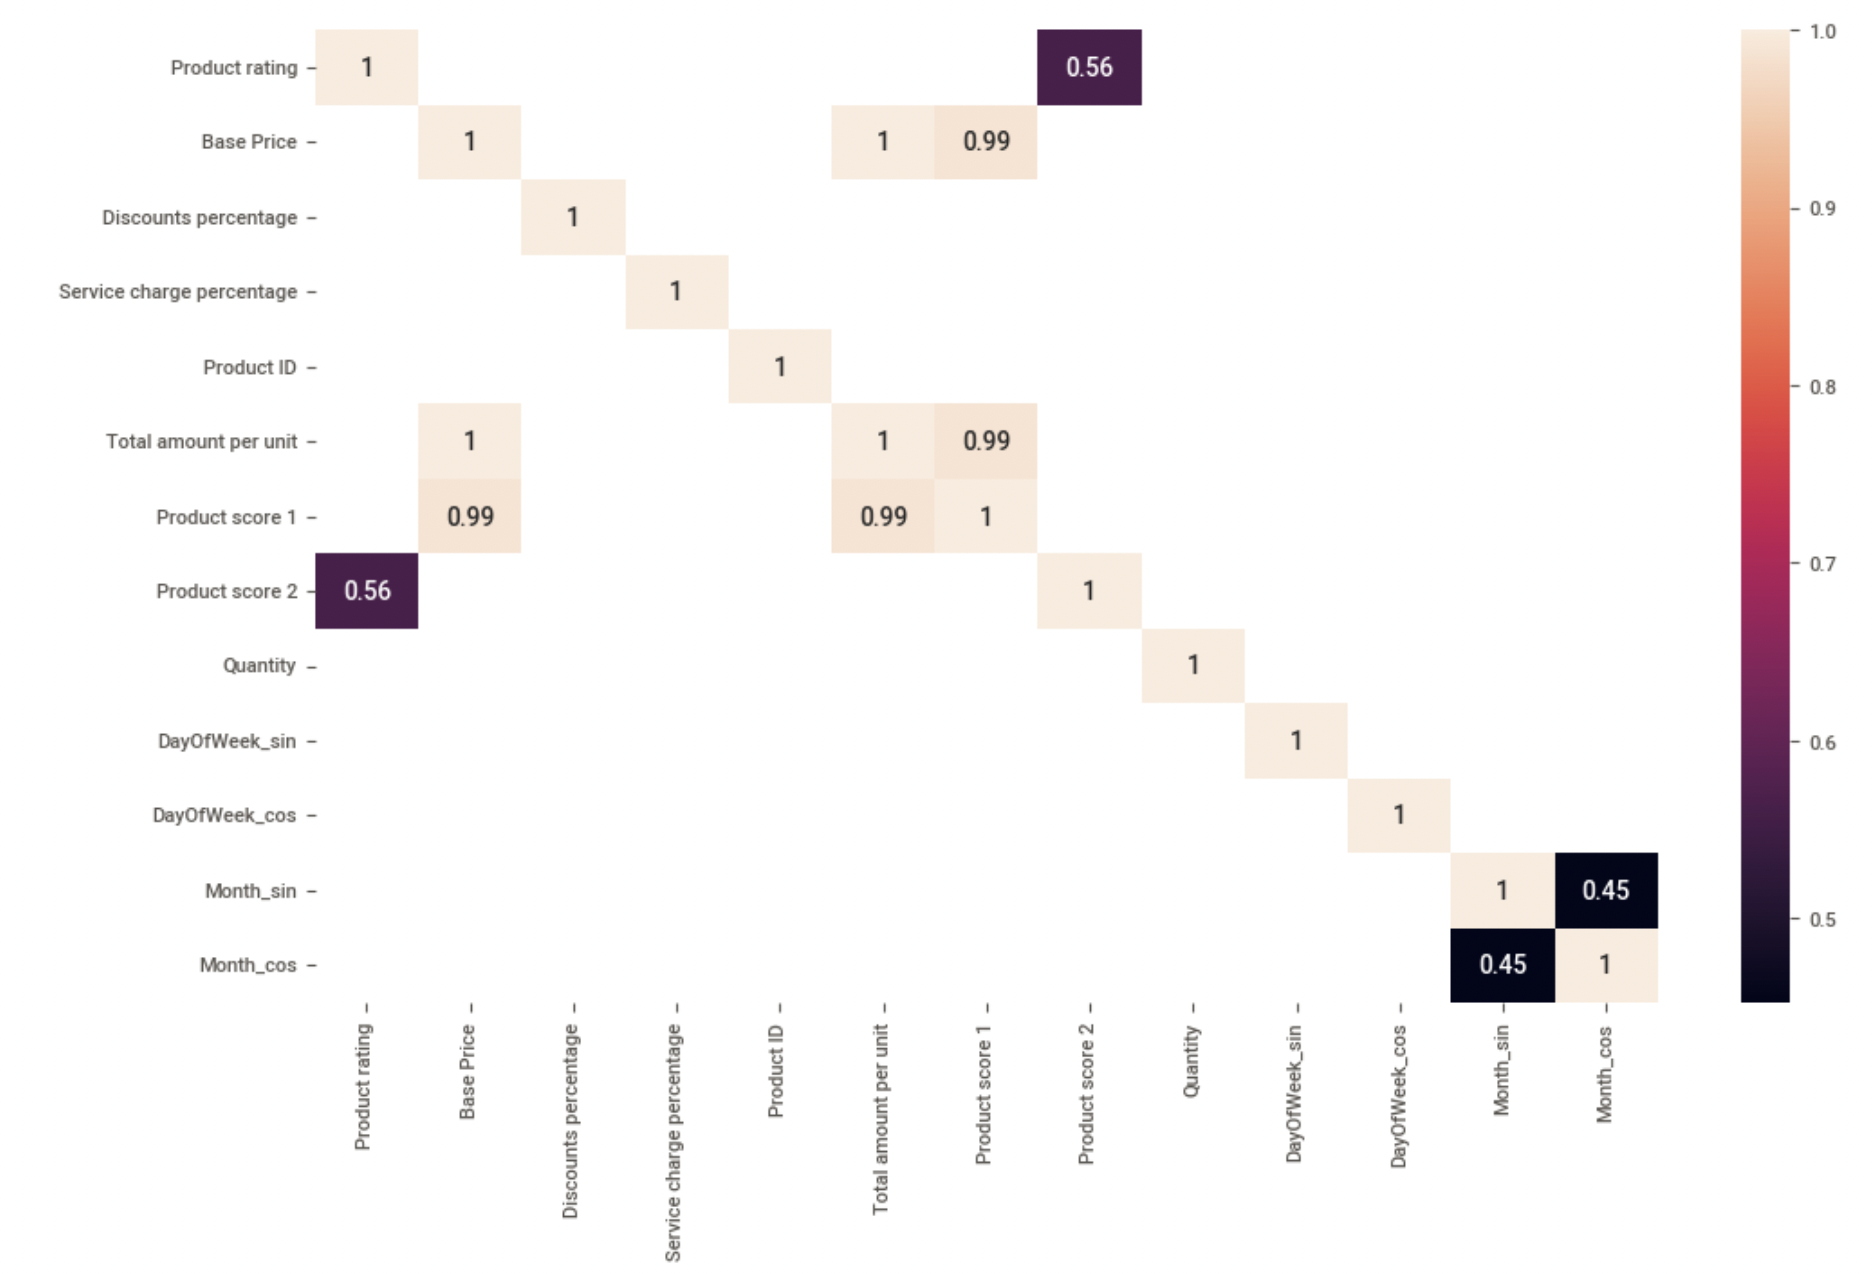 Product rating 1 0.56
Base Price 1 1 0.99
Discounts percentage 1
Service charge percentage 1
Product ID 1
Total amount per unit 1 1 0.99
Product score 1 0.99 0.99 1
Product score 2 0.56 1
Quantity 1
DayOfWeek_sin 1
DayOfWeek_cos 1
Month_sin 1 0.45
Month_cos 0.45 1
Product rating
Base Price
Discounts percentage
Service charge percentage
Product ID
Total amount per unit
Product score 1
Product score 2
Quantity
DayOfWeek_sin
DayOfWeek_cos
Month_sin
Month_cos
1.0
0.9
0.8
0.7
0.6
0.5